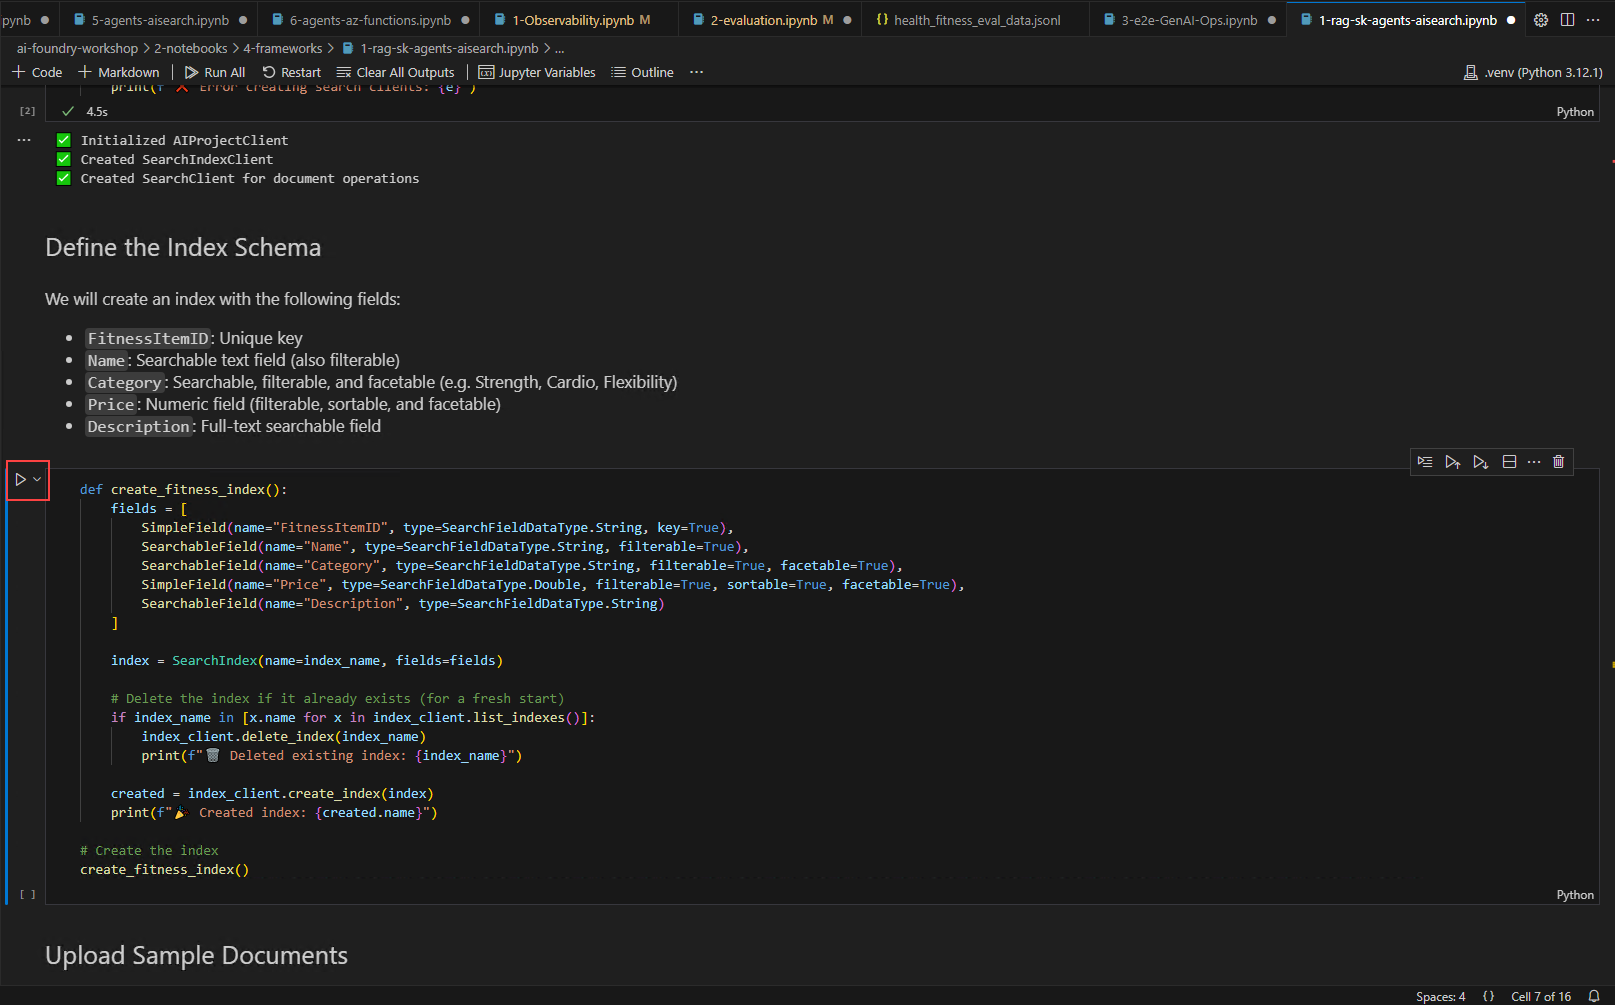 pynb
5-agents-aisearch.ipynb
6-agents-az-functions.ipynb
1-Observability.ipynb M
2-evaluation.ipynb M
{} health_fitness_eval_data.jsonl
3-e2e-GenAI-Ops.ipynb
1-rag-sk-agents-aisearch.ipynb
ai-foundry-workshop > 2-notebooks > 4-frameworks > 1-rag-sk-agents-aisearch.ipynb > ...
+ Code + Markdown | Run All Restart Clear All Outputs | Jupyter Variables Outline ... .venv (Python 3.12.1)
print(f"❌ Error creating search clients: {e}")
[2] ✓ 4.5s Python
... ✅ Initialized AIProjectClient
✅ Created SearchIndexClient
✅ Created SearchClient for document operations
Define the Index Schema
We will create an index with the following fields:
• FitnessItemID: Unique key
• Name: Searchable text field (also filterable)
• Category: Searchable, filterable, and facetable (e.g. Strength, Cardio, Flexibility)
• Price: Numeric field (filterable, sortable, and facetable)
• Description: Full-text searchable field
def create_fitness_index():
    fields = [
        SimpleField(name="FitnessItemID", type=SearchFieldDataType.String, key=True),
        SearchableField(name="Name", type=SearchFieldDataType.String, filterable=True),
        SearchableField(name="Category", type=SearchFieldDataType.String, filterable=True, facetable=True),
        SimpleField(name="Price", type=SearchFieldDataType.Double, filterable=True, sortable=True, facetable=True),
        SearchableField(name="Description", type=SearchFieldDataType.String)
    ]
    index = SearchIndex(name=index_name, fields=fields)
    # Delete the index if it already exists (for a fresh start)
    if index_name in [x.name for x in index_client.list_indexes()]:
        index_client.delete_index(index_name)
        print(f"🗑️ Deleted existing index: {index_name}")
    created = index_client.create_index(index)
    print(f"🎉 Created index: {created.name}")
# Create the index
create_fitness_index()
[ ] Python
Upload Sample Documents
Spaces: 4 {} Cell 7 of 16